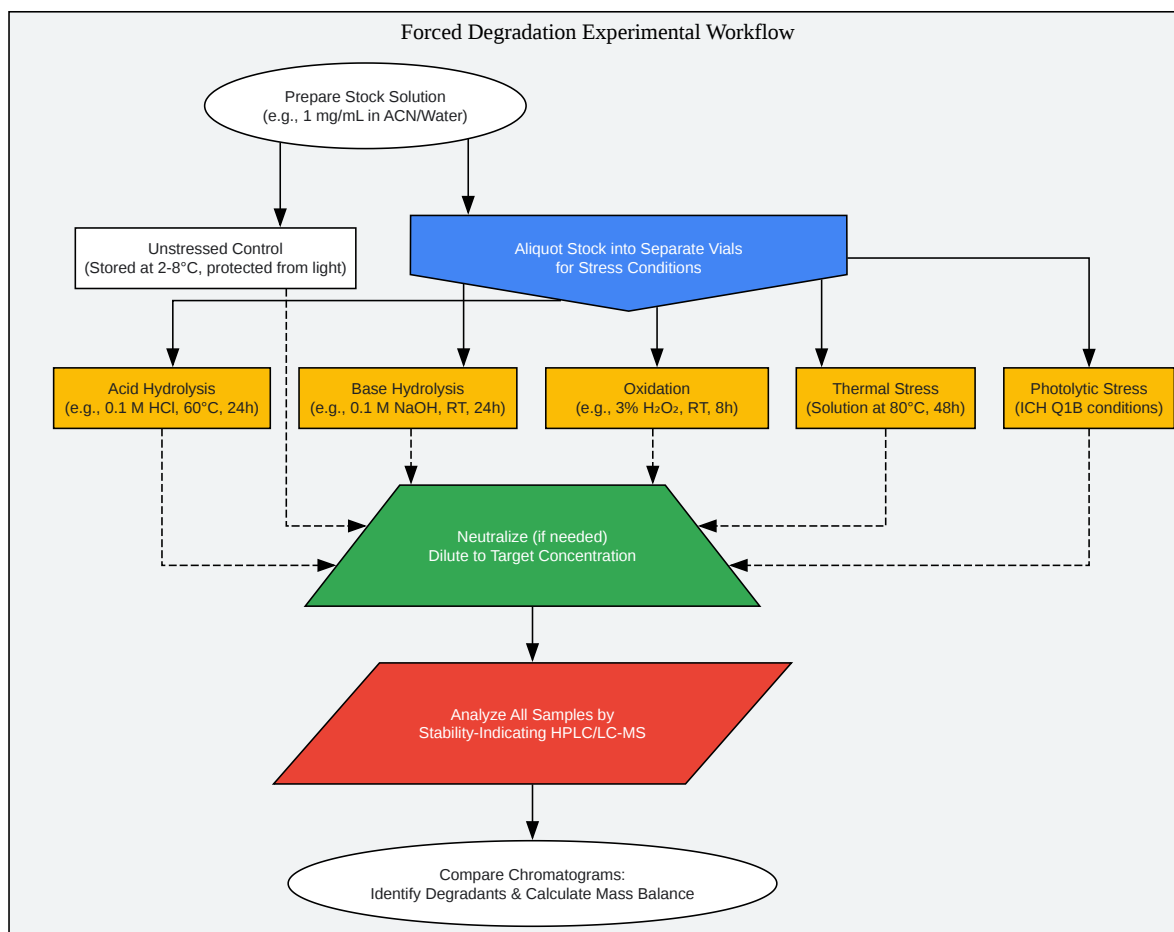 Forced Degradation Experimental Workflow
Prepare Stock Solution
(e.g., 1 mg/mL in ACN/Water)
Unstressed Control
(Stored at 2-8°C, protected from light)
Aliquot Stock into Separate Vials
for Stress Conditions
Acid Hydrolysis
(e.g., 0.1 M HCl, 60°C, 24h)
Base Hydrolysis
(e.g., 0.1 M NaOH, RT, 24h)
Oxidation
(e.g., 3% H₂O₂, RT, 8h)
Thermal Stress
(Solution at 80°C, 48h)
Photolytic Stress
(ICH Q1B conditions)
Neutralize (if needed)
Dilute to Target Concentration
Analyze All Samples by
Stability-Indicating HPLC/LC-MS
Compare Chromatograms:
Identify Degradants & Calculate Mass Balance